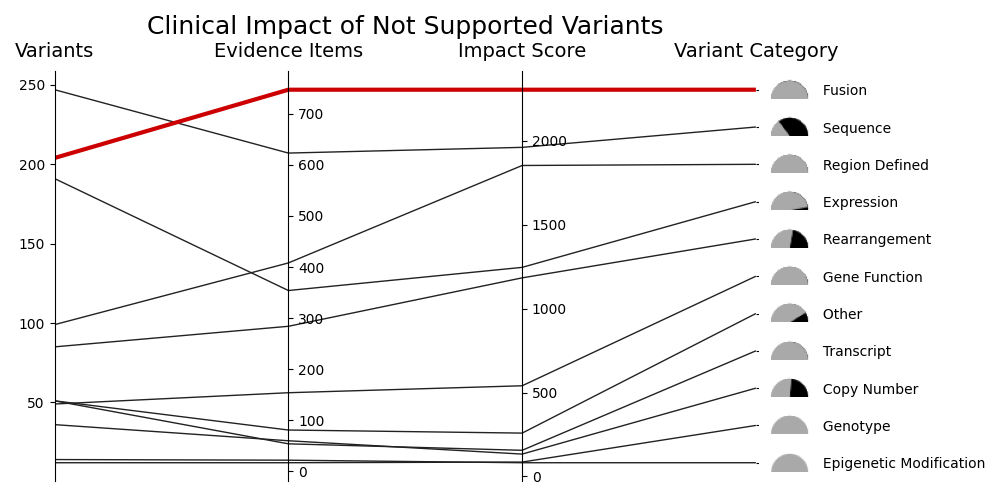 Clinical Impact of Not Supported Variants
Variants
Evidence Items
Impact Score
Variant Category
250
200
150
100
50
700
600
500
400
300
200
100
0
2000
1500
1000
500
0
Fusion
Sequence
Region Defined
Expression
Rearrangement
Gene Function
Other
Transcript
Copy Number
Genotype
Epigenetic Modification